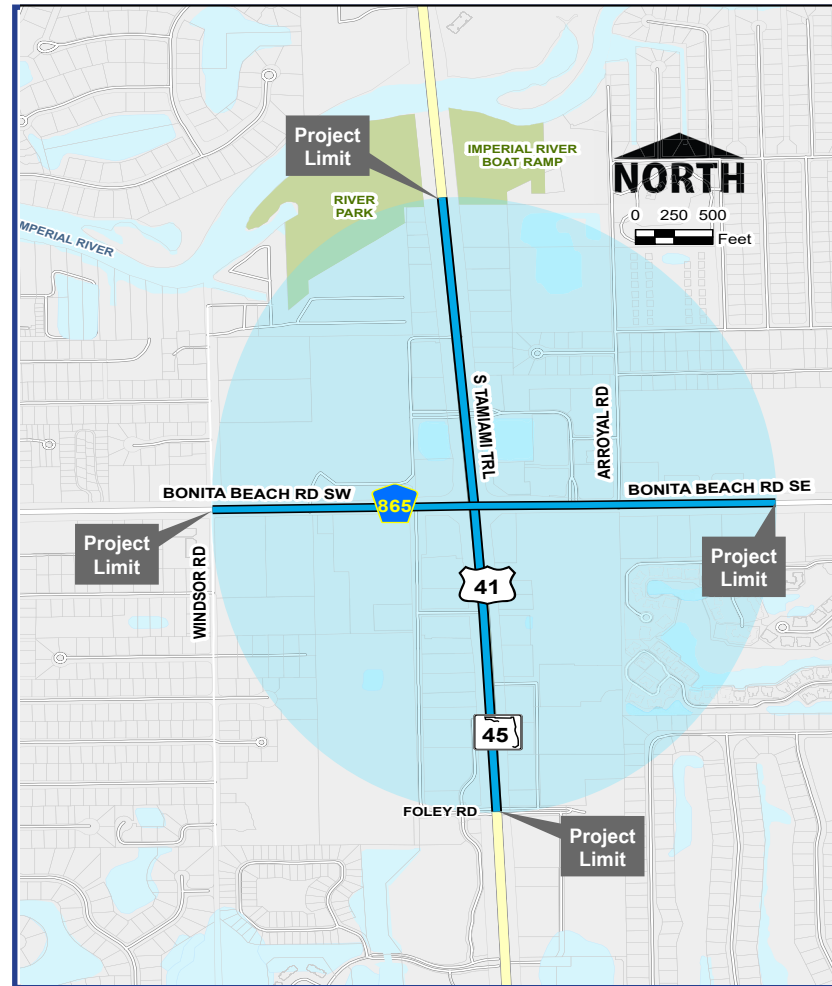 Project
Limit
IMPERIAL RIVER
BOAT RAMP
NORTH
RIVER
PARK
0 250 500
Feet
MPERIAL RIVER
S TAMIAMI TRL
ARROYAL RD
BONITA BEACH RD SW
865
BONITA BEACH RD SE
Project
Limit
Project
Limit
41
WINDSOR RD
45
FOLEY RD
Project
Limit